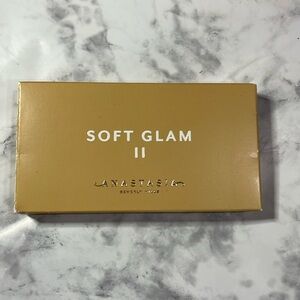 SOFT GLAM
II
ANASTASIA
BEVERLY HILLS